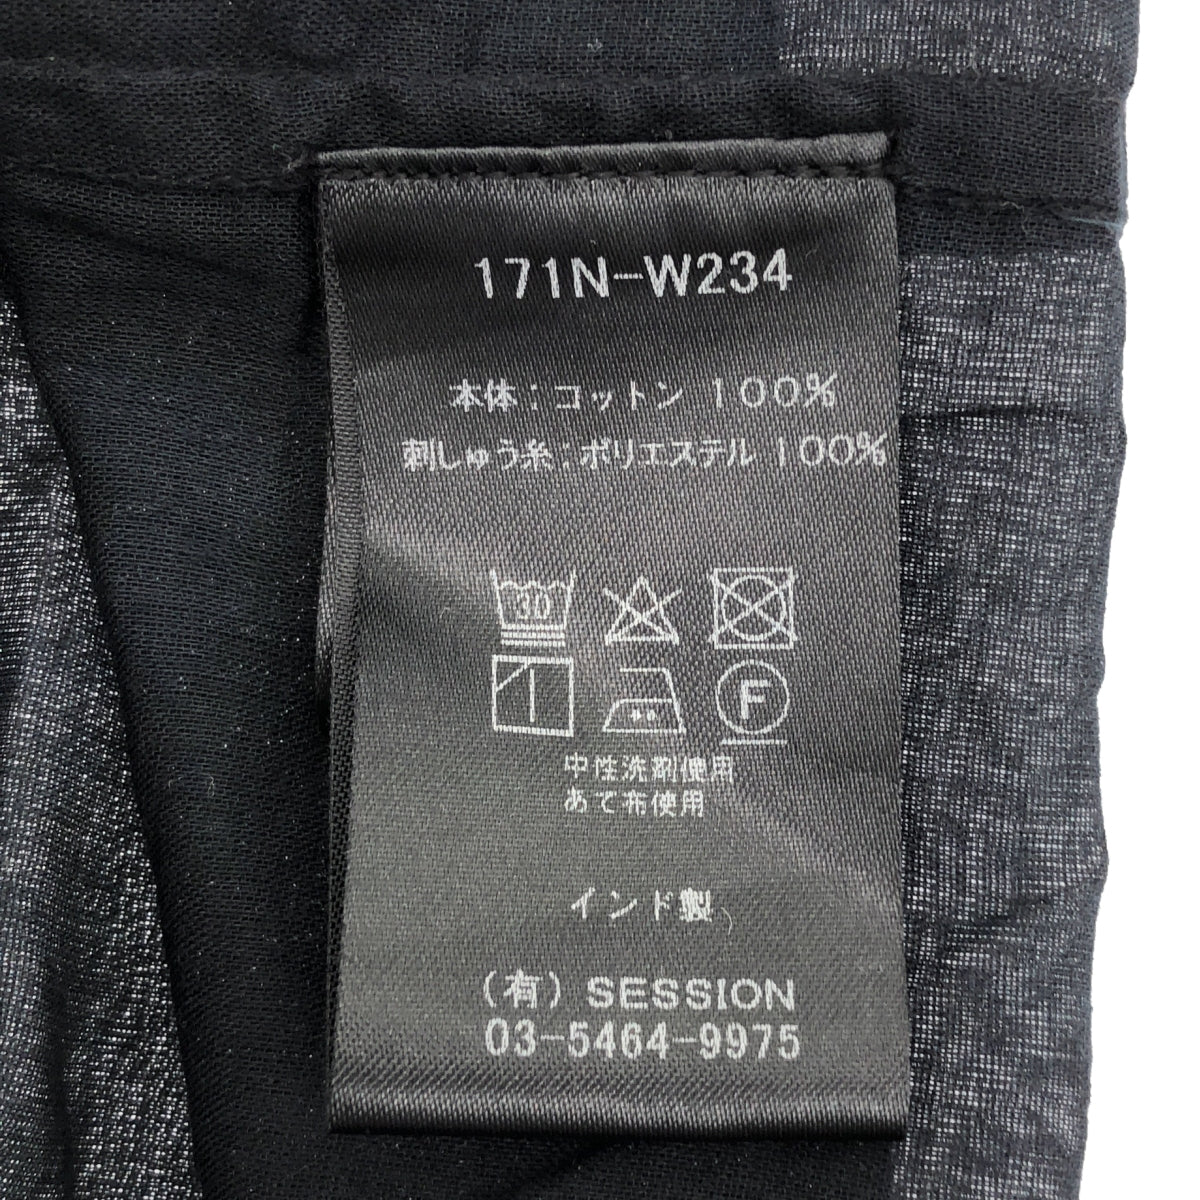 171N-W234
本体:コットン 100%
刺しゅう糸:ポリエステル 100%
30
F
中性洗剤使用
あて布使用
インド製
(有) SESSION
03-5464-9975